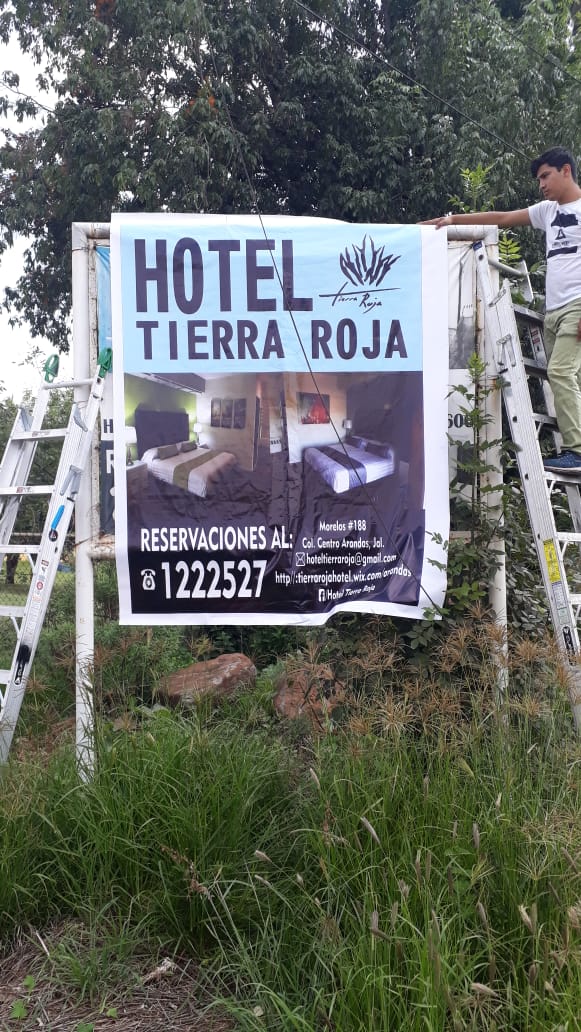 HOTEL
Tierra Roja
TIERRA ROJA
RESERVACIONES AL:
1222527
Morelos #188
Col. Centro Arandas, Jal.
hoteltierraroja@gmail.com
http//:tierrarojahotel.wix.com/arandas
Hotel Tierra Roja